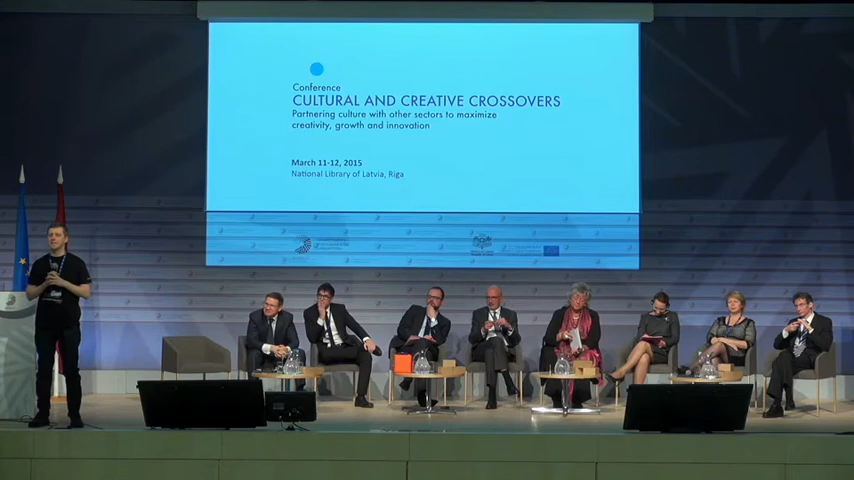 Conference
CULTURAL AND CREATIVE CROSSOVERS
Partnering culture with other sectors to maximize
creativity, growth and innovation
March 11-12, 2015
National Library of Latvia, Riga